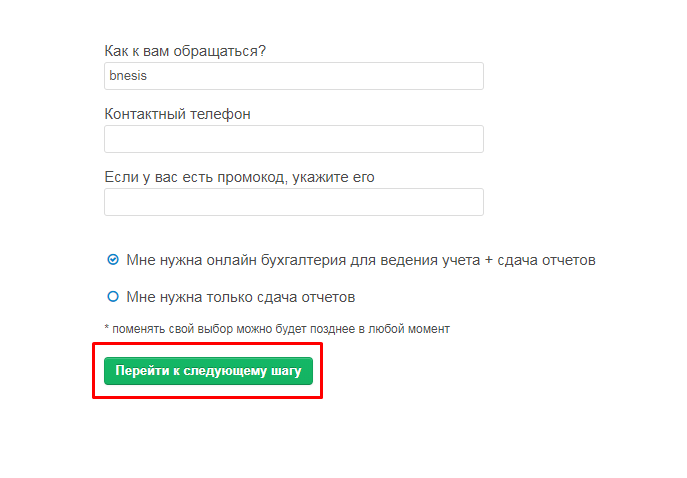 Как к вам обращаться?
bnesis
Контактный телефон
Если у вас есть промокод, укажите его
Мне нужна онлайн бухгалтерия для ведения учета + сдача отчетов
Мне нужна только сдача отчетов
* поменять свой выбор можно будет позднее в любой момент
Перейти к следующему шагу